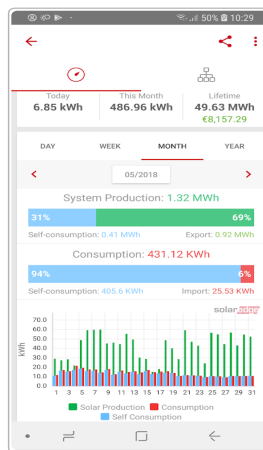 50% 10:29
Today
6.85 kWh
This Month
486.96 kWh
Lifetime
49.63 MWh
€8,157.29
DAY WEEK MONTH YEAR
05/2018
System Production: 1.32 MWh
31% 69%
Self-consumption: 0.41 MWh Export: 0.92 MWh
Consumption: 431.12 KWh
94% 6%
Self-consumption: 405.6 KWh Import: 25.53 KWh
solaredge
kWh
70.0
60.0
50.0
40.0
30.0
20.0
10.0
0.0
1 3 5 7 9 11 13 15 17 19 21 23 25 27 29 31
Solar Production Consumption
Self Consumption